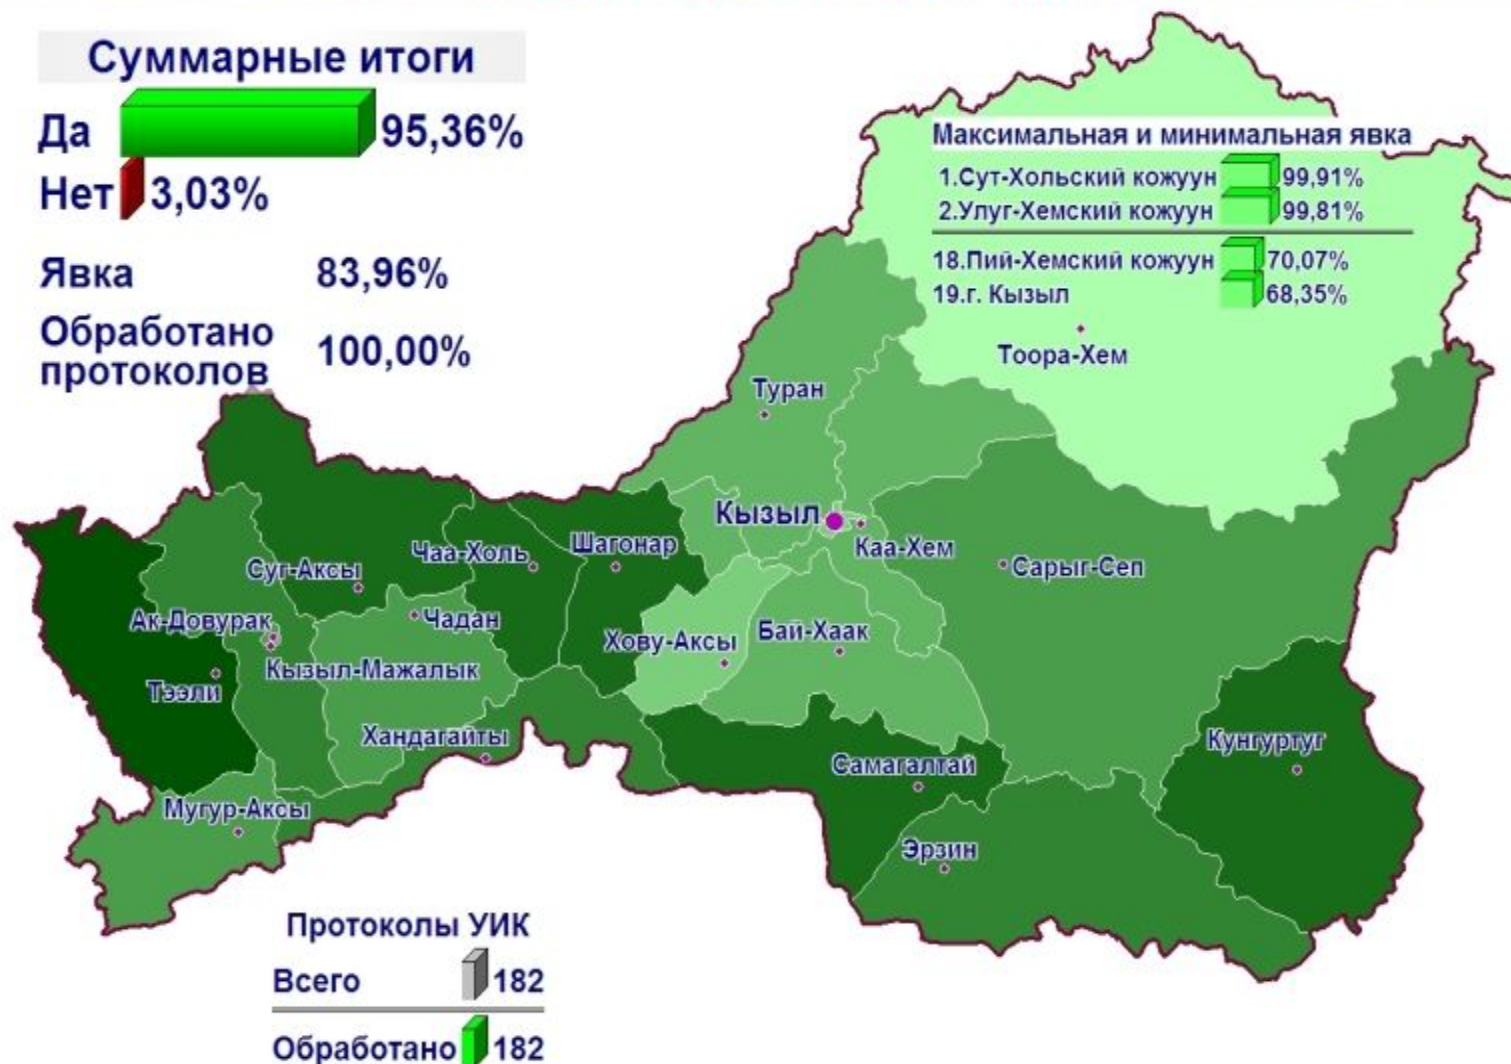 Суммарные итоги
Да 95,36%
Нет 3,03%
Явка 83,96%
Обработано
протоколов 100,00%
Максимальная и минимальная явка
1.Сут-Хольский кожуун 99,91%
2.Улуг-Хемский кожуун 99,81%
18.Пий-Хемский кожуун 70,07%
19.г. Кызыл 68,35%
Тоора-Хем
Туран
Кызыл
Каа-Хем
Шагонар
Чаа-Холь
Суг-Аксы
Сарыг-Сеп
Ак-Довурак
Чадан
Хову-Аксы
Бай-Хаак
Кызыл-Мажалык
Тээли
Хандагайты
Кунгуртуг
Самагалтай
Мугур-Аксы
Эрзин
Протоколы УИК
Всего 182
Обработано 182